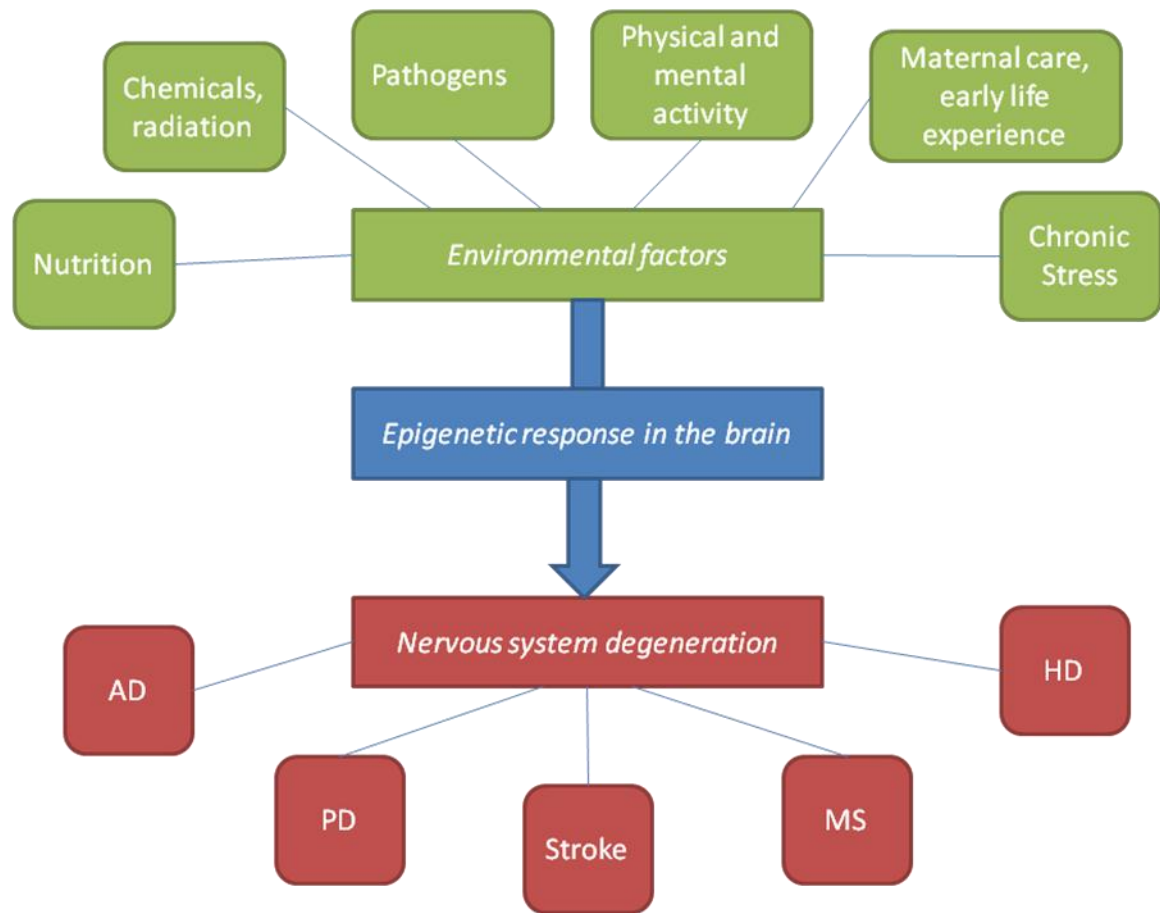 Chemicals,
radiation
Pathogens
Physical and
mental
activity
Maternal care,
early life
experience
Nutrition
Environmental factors
Chronic
Stress
Epigenetic response in the brain
Nervous system degeneration
AD
HD
PD
Stroke
MS